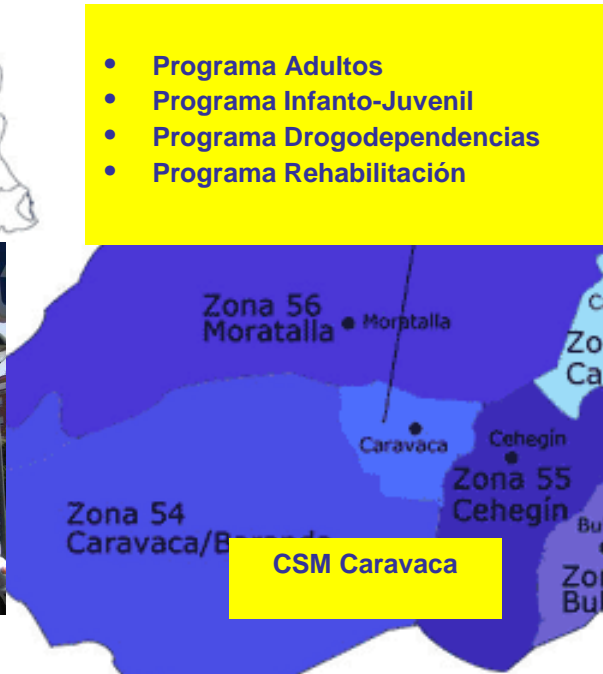 • Programa Adultos
• Programa Infanto-Juvenil
• Programa Drogodependencias
• Programa Rehabilitación
Zona 56
Moratalla
Moratalla
Caravaca
Cehegín
Zona 55
Cehegín
Zona 54
Caravaca/
CSM Caravaca